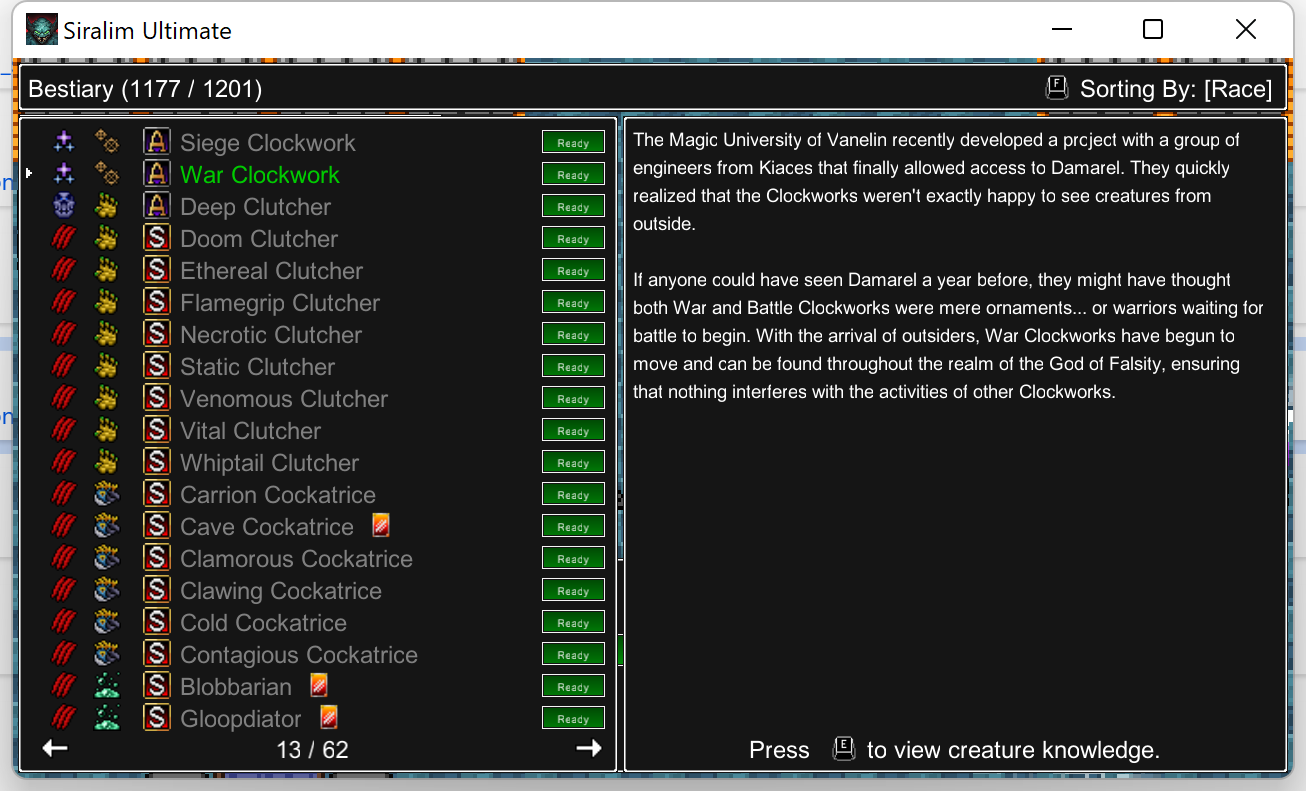 Siralim Ultimate
Bestiary (1177 / 1201)
F Sorting By: [Race]
A Siege Clockwork Ready
A War Clockwork Ready
A Deep Clutcher Ready
S Doom Clutcher Ready
S Ethereal Clutcher Ready
S Flamegrip Clutcher Ready
S Necrotic Clutcher Ready
S Static Clutcher Ready
S Venomous Clutcher Ready
S Vital Clutcher Ready
S Whiptail Clutcher Ready
S Carrion Cockatrice Ready
S Cave Cockatrice Ready
S Clamorous Cockatrice Ready
S Clawing Cockatrice Ready
S Cold Cockatrice Ready
S Contagious Cockatrice Ready
S Blobbarian Ready
S Gloopdiator Ready
13 / 62
The Magic University of Vanelin recently developed a project with a group of
engineers from Kiaces that finally allowed access to Damarel. They quickly
realized that the Clockworks weren't exactly happy to see creatures from
outside.
If anyone could have seen Damarel a year before, they might have thought
both War and Battle Clockworks were mere ornaments... or warriors waiting for
battle to begin. With the arrival of outsiders, War Clockworks have begun to
move and can be found throughout the realm of the God of Falsity, ensuring
that nothing interferes with the activities of other Clockworks.
Press E to view creature knowledge.